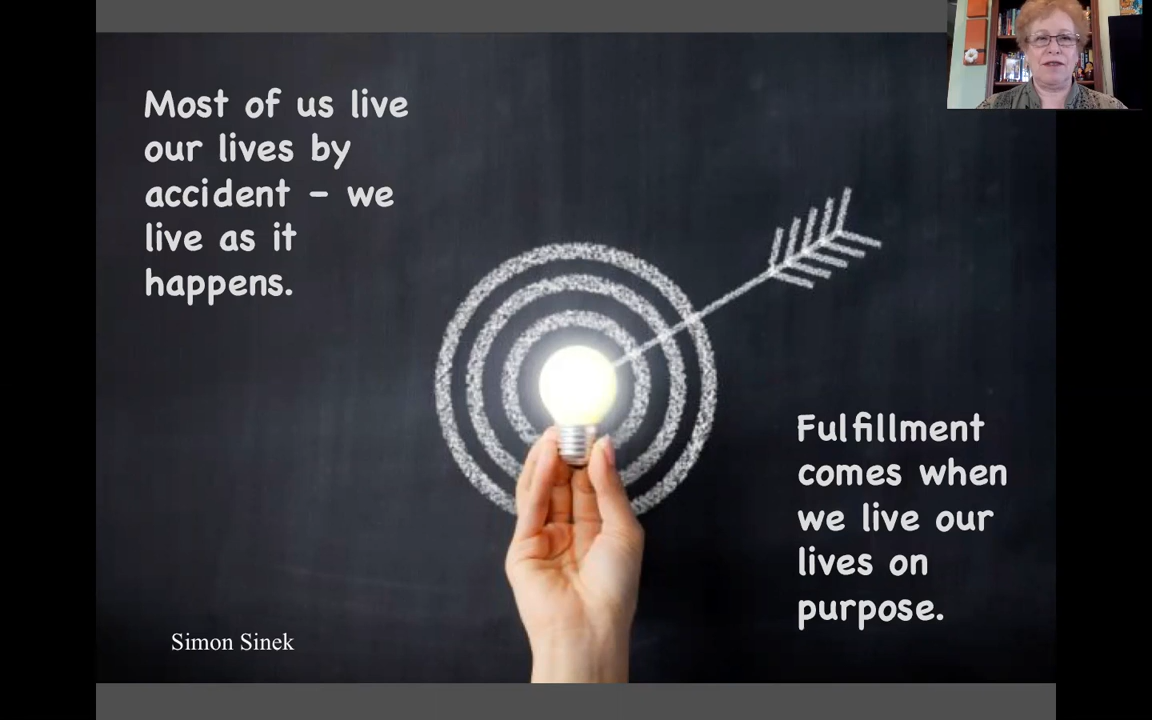 Most of us live
our lives by
accident – we
live as it
happens.
Fulfillment
comes when
we live our
lives on
purpose.
Simon Sinek